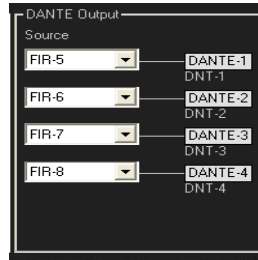 DANTE Output
Source
FIR-5 DANTE-1
DNT-1
FIR-6 DANTE-2
DNT-2
FIR-7 DANTE-3
DNT-3
FIR-8 DANTE-4
DNT-4